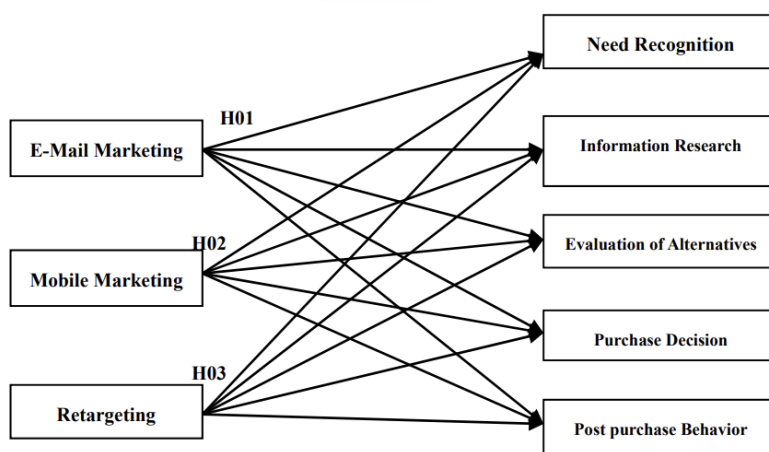 Need Recognition
H01
E-Mail Marketing
Information Research
H02
Evaluation of Alternatives
Mobile Marketing
Purchase Decision
H03
Retargeting
Post purchase Behavior